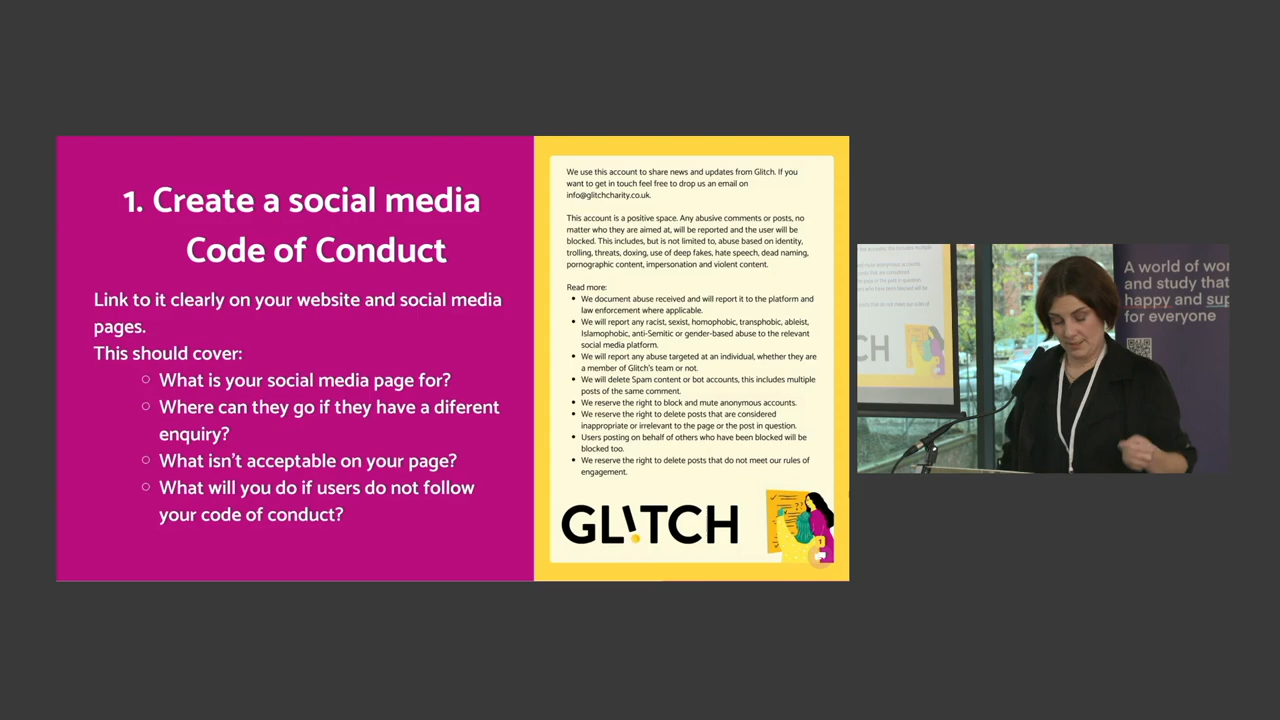 1. Create a social media
Code of Conduct
Link to it clearly on your website and social media
pages.
This should cover:
○ What is your social media page for?
○ Where can they go if they have a diferent
enquiry?
○ What isn't acceptable on your page?
○ What will you do if users do not follow
your code of conduct?
We use this account to share news and updates from Glitch. If you
want to get in touch feel free to drop us an email on
info@glitchcharity.co.uk.
This account is a positive space. Any abusive comments or posts, no
matter who they are aimed at, will be reported and the user will be
blocked. This includes, but is not limited to, abuse based on identity,
trolling, threats, doxing, use of deep fakes, hate speech, dead naming,
pornographic content, impersonation and violent content.
Read more:
• We document abuse received and will report it to the platform and
law enforcement where applicable.
• We will report any racist, sexist, homophobic, transphobic, ableist,
Islamophobic, anti-Semitic or gender-based abuse to the relevant
social media platform.
• We will report any abuse targeted at an individual, whether they are
a member of Glitch's team or not.
• We will delete Spam content or bot accounts, this includes multiple
posts of the same comment.
• We reserve the right to block and mute anonymous accounts.
• We reserve the right to delete posts that are considered
inappropriate or irrelevant to the page or the post in question.
• Users posting on behalf of others who have been blocked will be
blocked too.
• We reserve the right to delete posts that do not meet our rules of
engagement.
GL!TCH
CH
A world of wor
and study that
happy and sup
for everyone